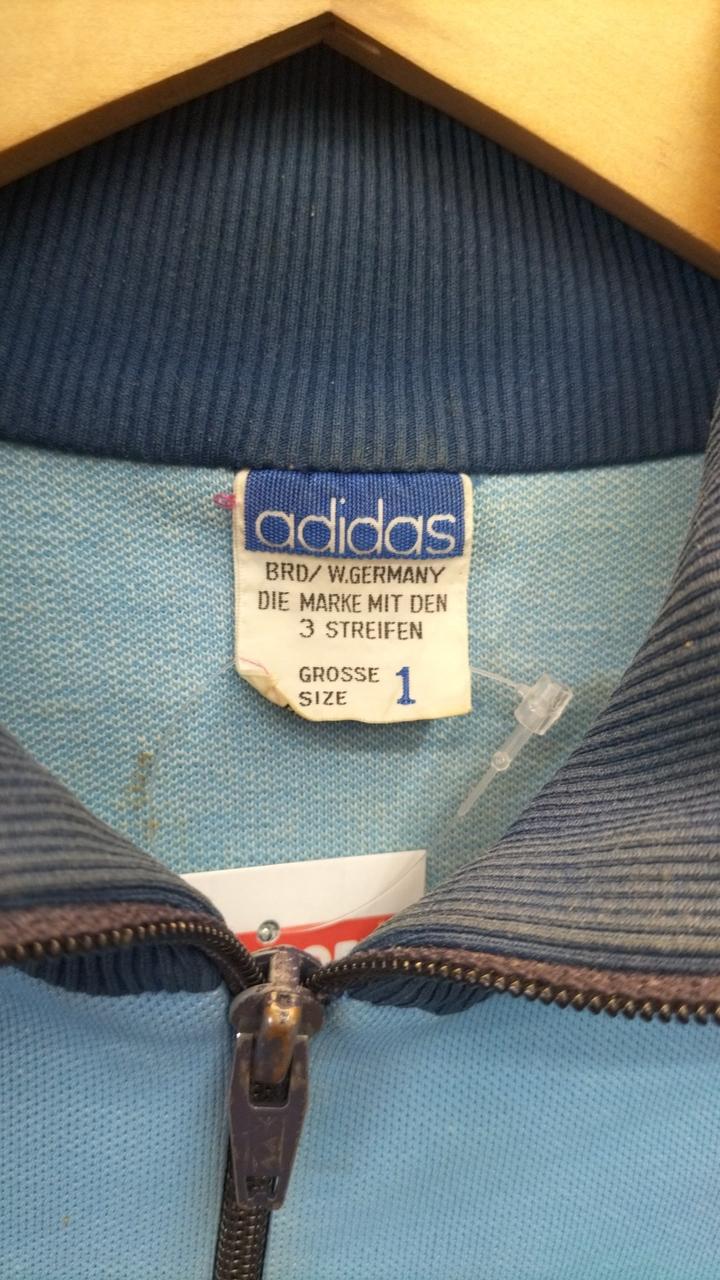 adidas
BRD/ W.GERMANY
DIE MARKE MIT DEN
3 STREIFEN
GROSSE
SIZE 1